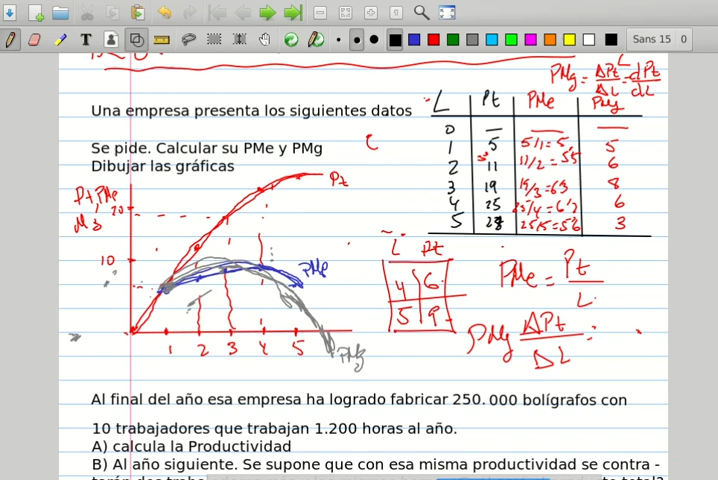 Sans 15 0
PMg = ΔPt/ΔL = dPt/dL
Una empresa presenta los siguientes datos
Se pide. Calcular su PMe y PMg
Dibujar las gráficas
L Pt PMe PMg
0 — — —
1 5 5/1=5, 5
2 11 11/2=5,5 6
3 19 19/3=6,3 8
4 25 25/4=6,2 6
5 28 5=5,6 3
Pt, PMe
20
10
Pt
PMe
PMg
1 2 3 4 5
L Pt
4 6
5 9
PMe = Pt/L
PMg ΔPt/ΔL
Al final del año esa empresa ha logrado fabricar 250.000 bolígrafos con
10 trabajadores que trabajan 1.200 horas al año.
A) calcula la Productividad
B) Al año siguiente. Se supone que con esa misma productividad se contra -